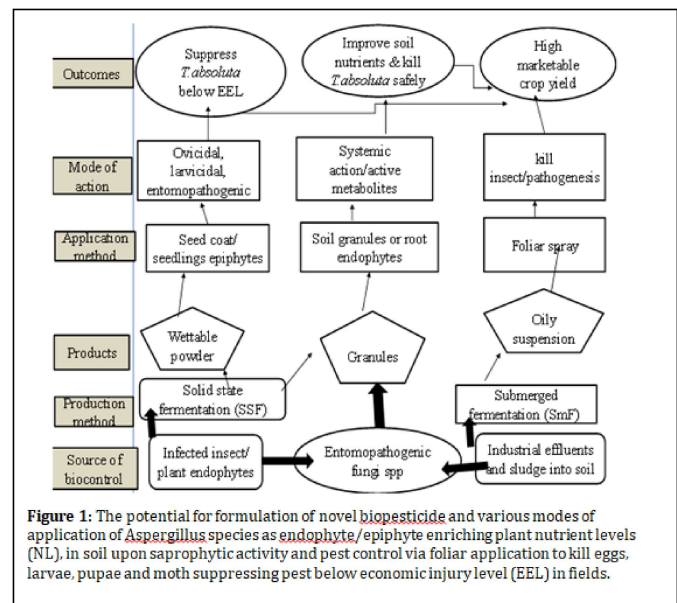 Outcomes
Suppress
T.absoluta
below EEL
Improve soil
nutrients & kill
T.absoluta safely
High
marketable
crop yield
Mode of
action
Ovicidal,
larvicidal,
entomopathogenic
Systemic
action/active
metabolites
kill
insect/pathogenesis
Application
method
Seed coat/
seedlings epiphytes
Soil granules or root
endophytes
Foliar spray
Products
Wettable
powder
Granules
Oily
suspension
Production
method
Solid state
fermentation (SSF)
Submerged
fermentation (SmF)
Source of
biocontrol
Infected insect/
plant endophytes
Entomopathogenic
fungi spp
Industrial effluents
and sludge into soil
Figure 1: The potential for formulation of novel biopesticide and various modes of
application of Aspergillus species as endophyte/epiphyte enriching plant nutrient levels
(NL), in soil upon saprophytic activity and pest control via foliar application to kill eggs,
larvae, pupae and moth suppressing pest below economic injury level (EEL) in fields.